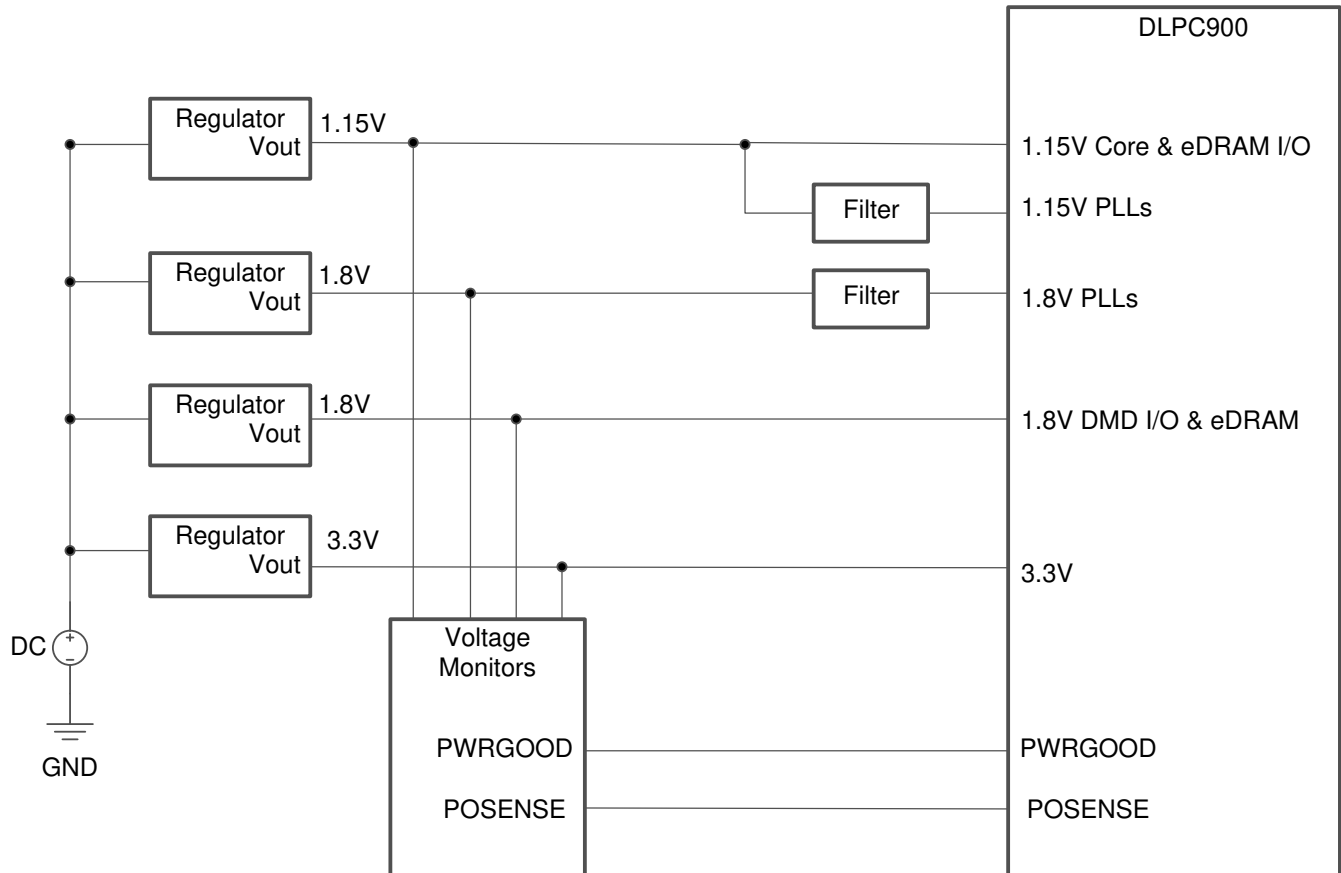 DLPC900
Regulator
Vout
1.15V
1.15V Core & eDRAM I/O
Filter
1.15V PLLs
Regulator
Vout
1.8V
Filter
1.8V PLLs
Regulator
Vout
1.8V
1.8V DMD I/O & eDRAM
Regulator
Vout
3.3V
3.3V
DC
+
-
GND
Voltage
Monitors
PWRGOOD
PWRGOOD
POSENSE
POSENSE